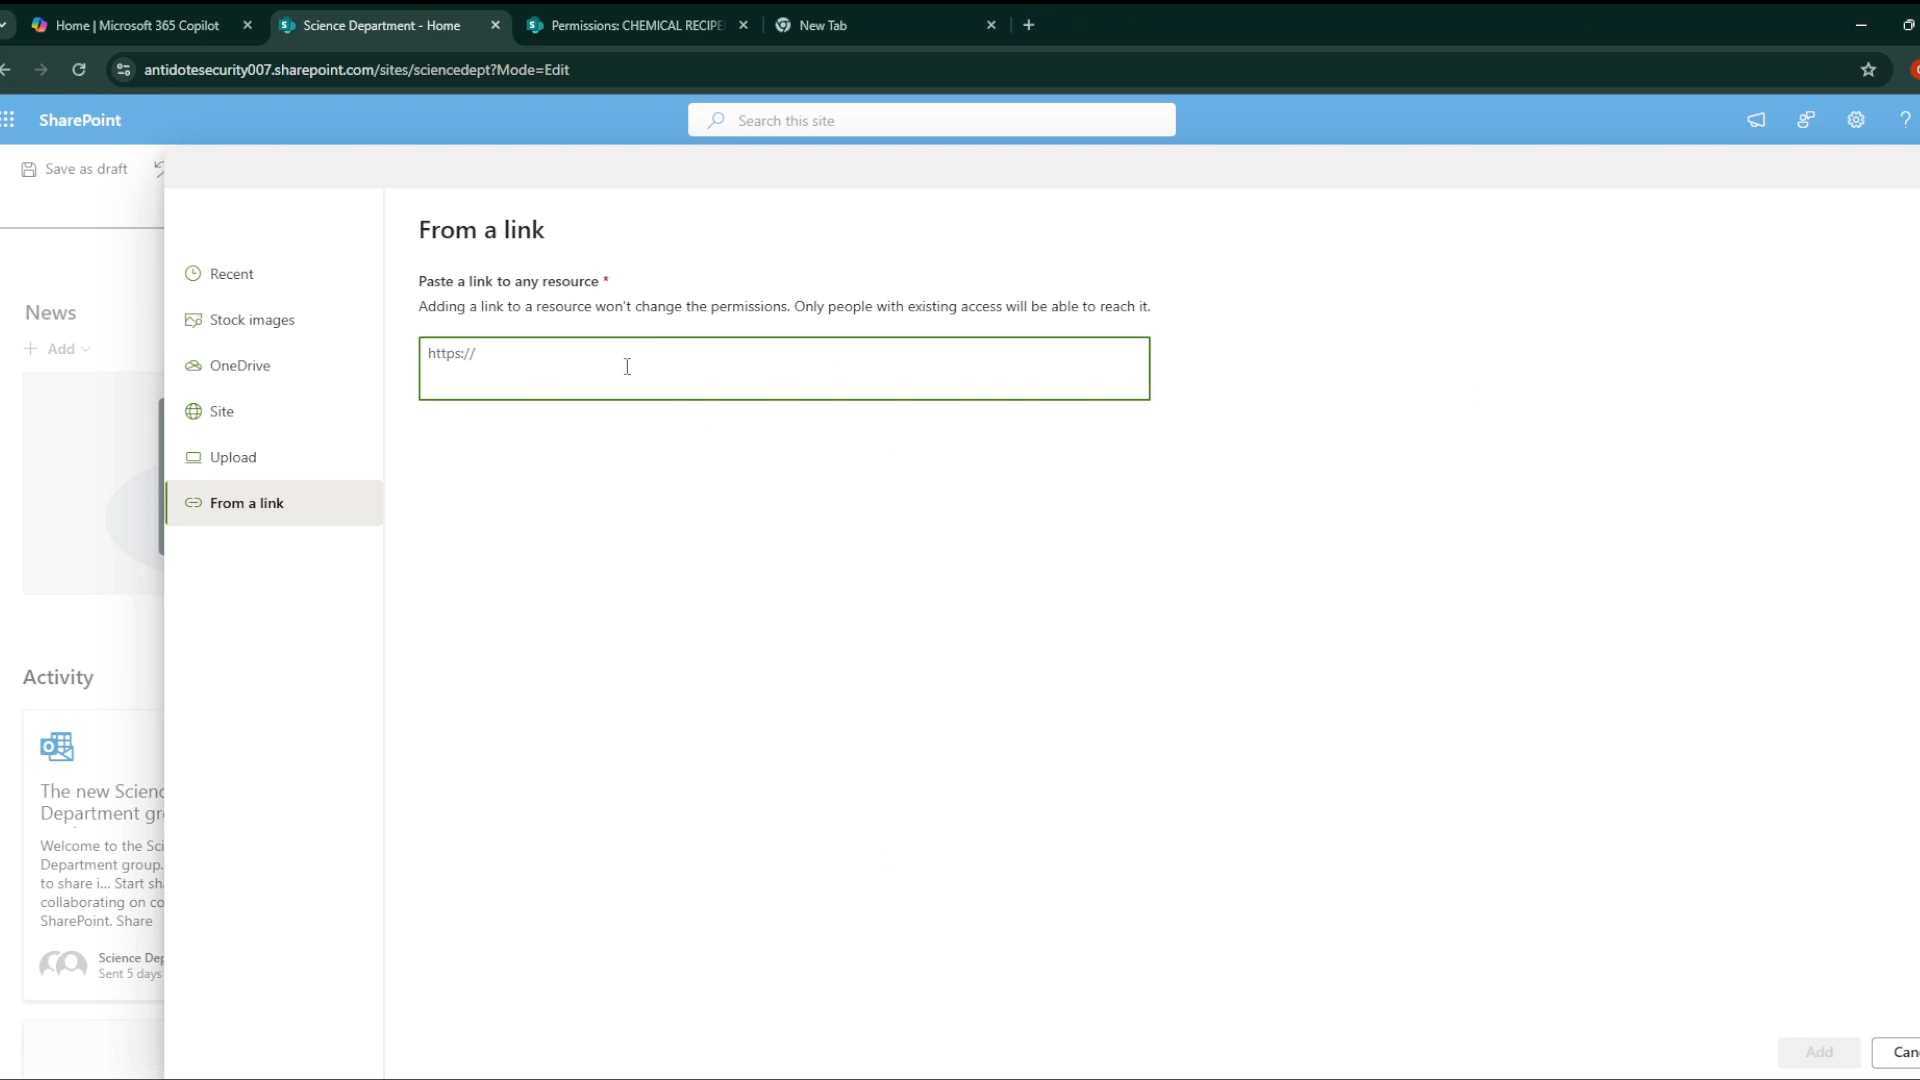 Home | Microsoft 365 Copilot
Science Department - Home
Permissions: CHEMICAL RECIPE
New Tab
antidotesecurity007.sharepoint.com/sites/sciencedept?Mode=Edit
SharePoint
Search this site
Save as draft
From a link
Paste a link to any resource *
Adding a link to a resource won't change the permissions. Only people with existing access will be able to reach it.
https://
Recent
Stock images
OneDrive
Site
Upload
From a link
News
+ Add
Activity
The new Scienc
Department gr
Welcome to the Sci
Department group.
to share i... Start sh
collaborating on co
SharePoint. Share
Science Dep
Sent 5 days
Add
Canc